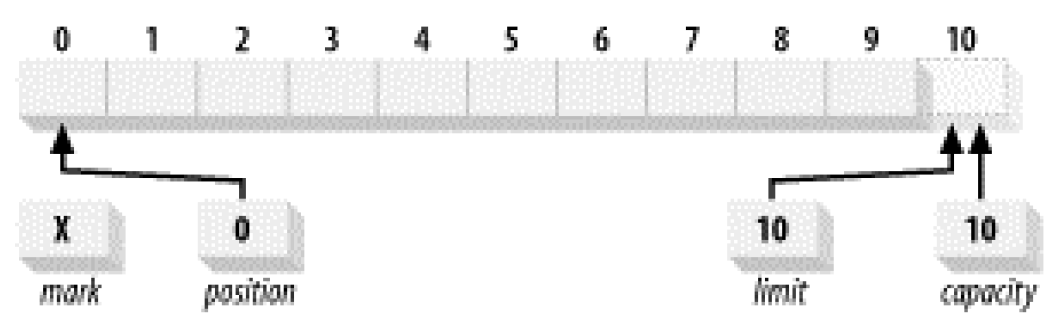 0 1 2 3 4 5 6 7 8 9 10
X 0 10 10
mark position limit capacity